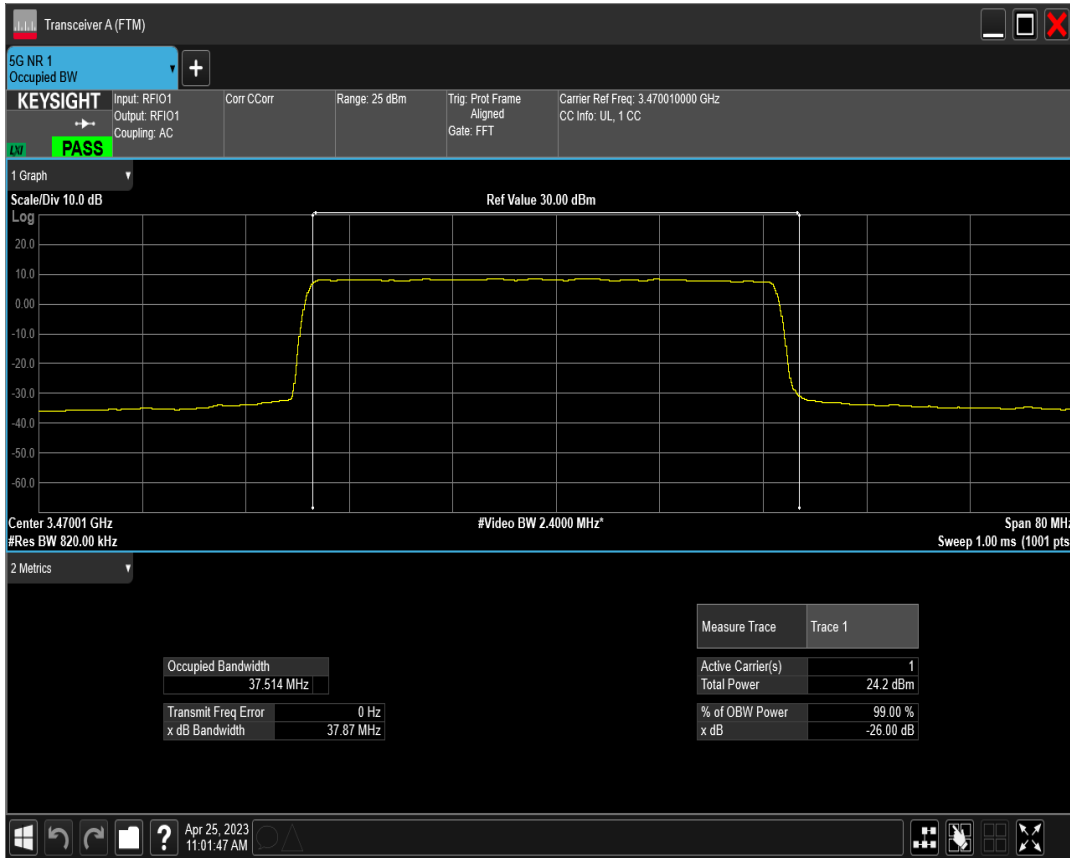 Transceiver A (FTM)
5G NR 1
Occupied BW
+
KEYSIGHT
LXI
PASS
Input: RFIO1
Output: RFIO1
Coupling: AC
Corr CCorr
Range: 25 dBm
Trig: Prot Frame
Aligned
Gate: FFT
Carrier Ref Freq: 3.470010000 GHz
CC Info: UL, 1 CC
1 Graph
Scale/Div 10.0 dB
Ref Value 30.00 dBm
Log
20.0
10.0
0.00
-10.0
-20.0
-30.0
-40.0
-50.0
-60.0
Center 3.47001 GHz
#Video BW 2.4000 MHz*
Span 80 MHz
#Res BW 820.00 kHz
Sweep 1.00 ms (1001 pts
2 Metrics
Measure Trace Trace 1
Occupied Bandwidth
37.514 MHz
Active Carrier(s) 1
Total Power 24.2 dBm
Transmit Freq Error 0 Hz
x dB Bandwidth 37.87 MHz
% of OBW Power 99.00 %
x dB -26.00 dB
?
Apr 25, 2023
11:01:47 AM